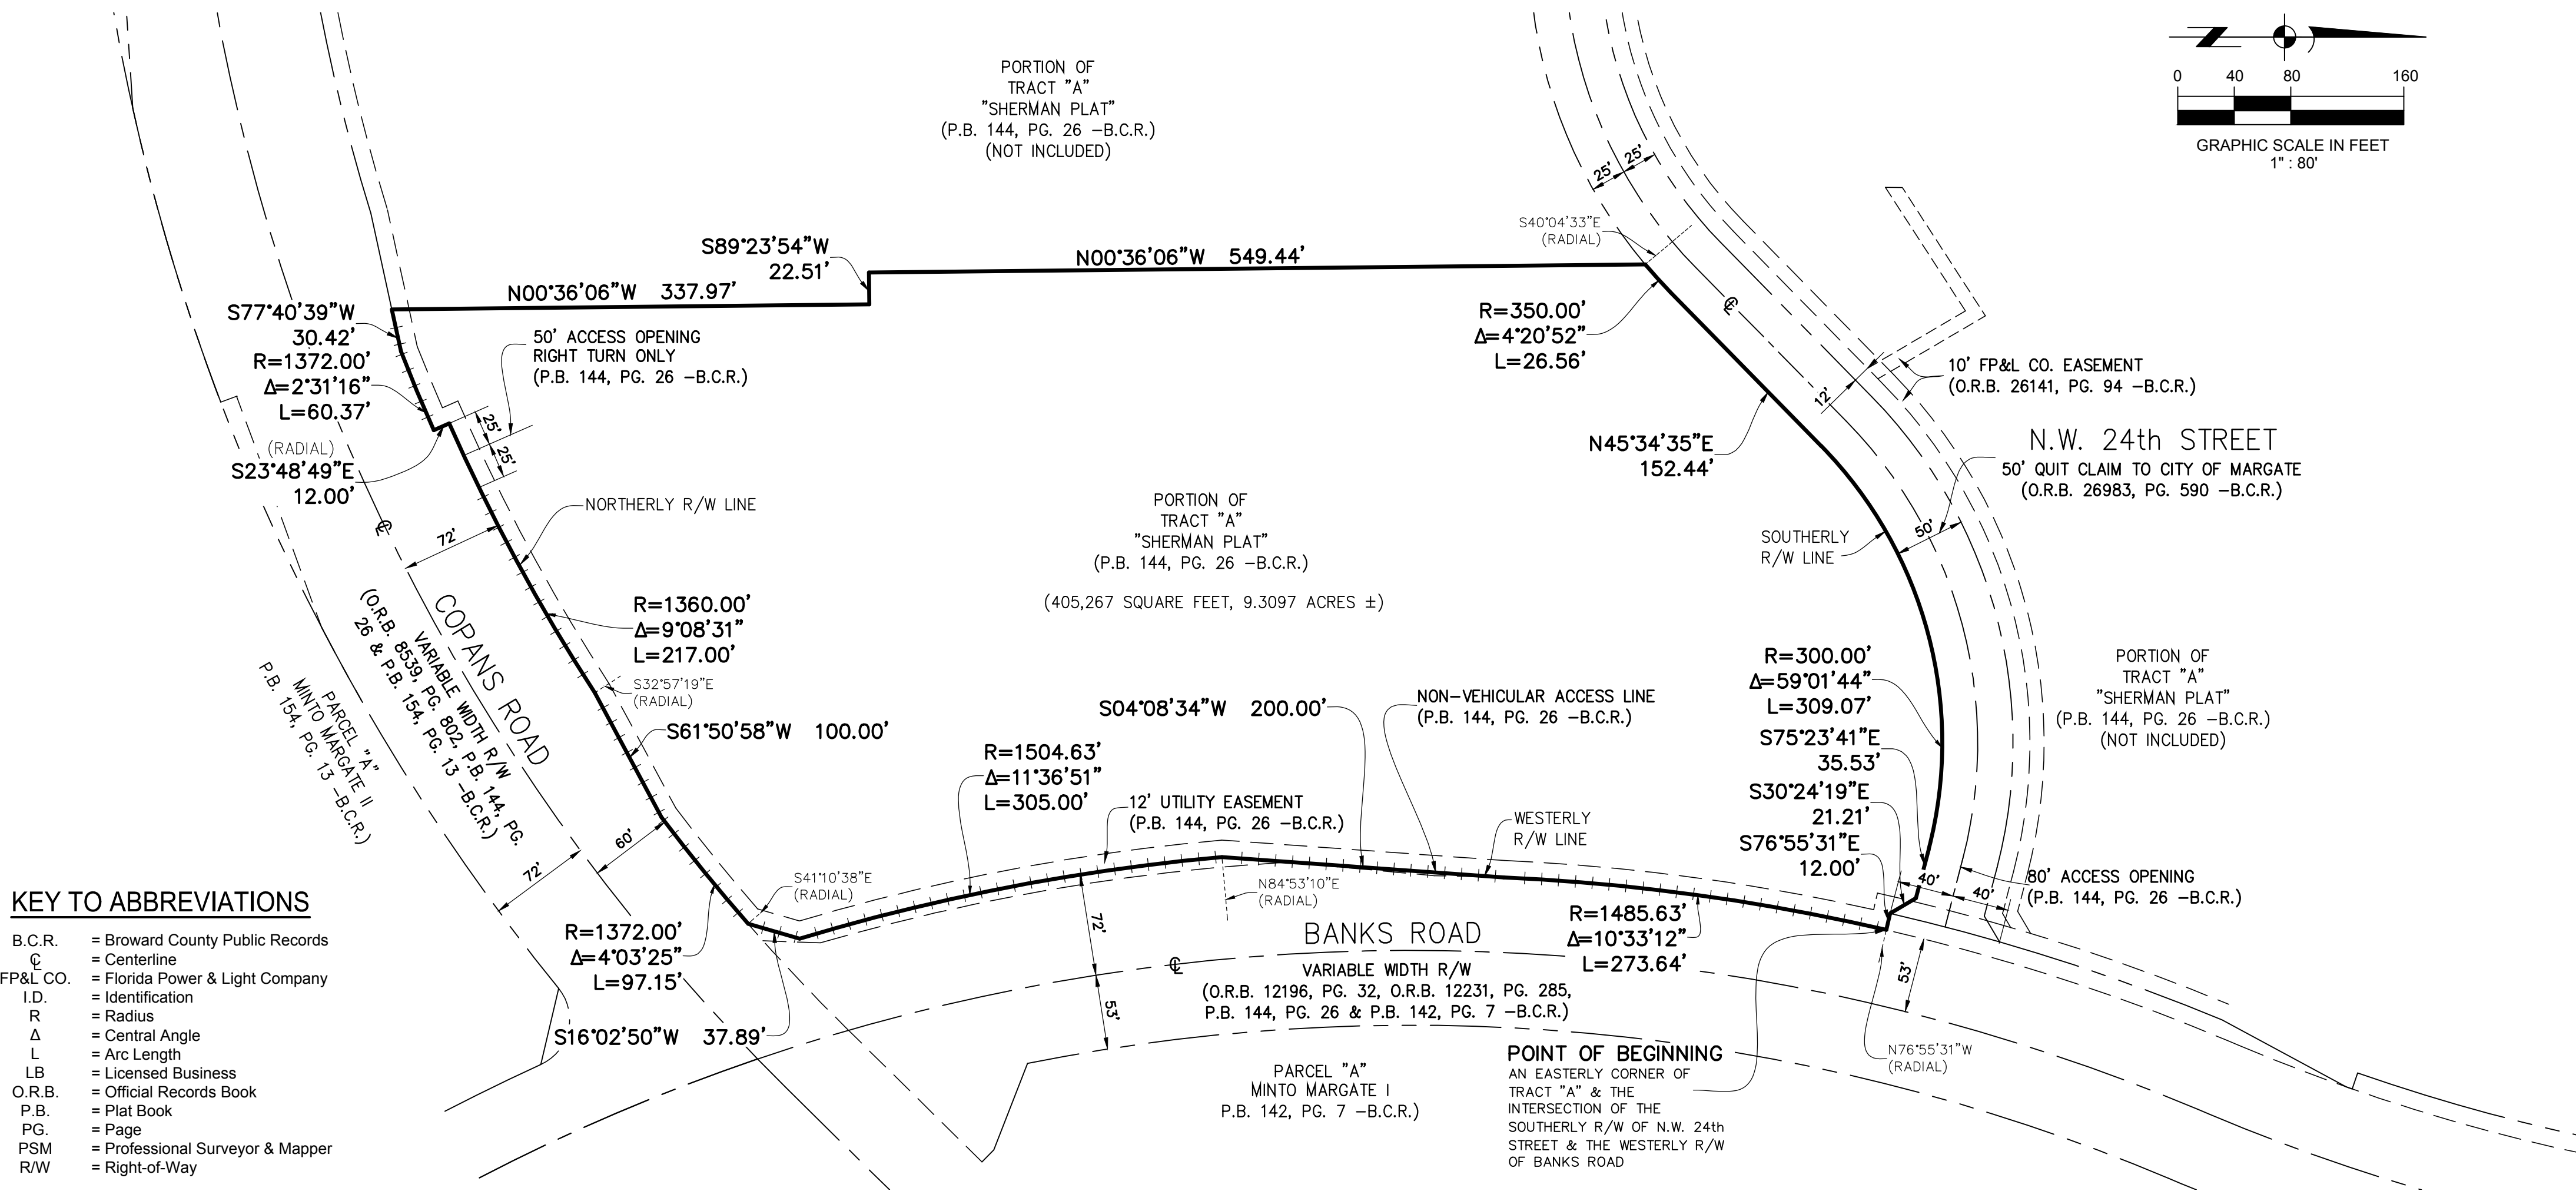 PORTION OF
TRACT "A"
"SHERMAN PLAT"
(P.B. 144, PG. 26 –B.C.R.)
(NOT INCLUDED)
Z
0 40 80 160
GRAPHIC SCALE IN FEET
1" : 80'
25'
25'
S40°04'33"E
(RADIAL)
S89°23'54"W
22.51'
N00°36'06"W 549.44'
N00°36'06"W 337.97'
S77°40'39"W
30.42'
R=1372.00'
Δ=2°31'16"
L=60.37'
(RADIAL)
S23°48'49"E
12.00'
50' ACCESS OPENING
RIGHT TURN ONLY
(P.B. 144, PG. 26 –B.C.R.)
25'
25'
R=350.00'
Δ=4°20'52"
L=26.56'
℄
12'
10' FP&L CO. EASEMENT
(O.R.B. 26141, PG. 94 –B.C.R.)
N45°34'35"E
152.44'
N.W. 24th STREET
50' QUIT CLAIM TO CITY OF MARGATE
(O.R.B. 26983, PG. 590 –B.C.R.)
NORTHERLY R/W LINE
℄
72'
PORTION OF
TRACT "A"
"SHERMAN PLAT"
(P.B. 144, PG. 26 –B.C.R.)
(405,267 SQUARE FEET, 9.3097 ACRES ±)
SOUTHERLY
R/W LINE
50'
COPANS ROAD
VARIABLE WIDTH R/W
(O.R.B. 8539, PG. 802, P.B. 144, PG.
26 & P.B. 154, PG. 13 –B.C.R.)
PARCEL "A"
MINTO MARGATE II
P.B. 154, PG. 13 –B.C.R.)
R=1360.00'
Δ=9°08'31"
L=217.00'
S32°57'19"E
(RADIAL)
S61°50'58"W 100.00'
R=300.00'
Δ=59°01'44"
L=309.07'
S75°23'41"E
35.53'
S30°24'19"E
21.21'
S76°55'31"E
12.00'
PORTION OF
TRACT "A"
"SHERMAN PLAT"
(P.B. 144, PG. 26 –B.C.R.)
(NOT INCLUDED)
S04°08'34"W 200.00'
NON–VEHICULAR ACCESS LINE
(P.B. 144, PG. 26 –B.C.R.)
R=1504.63'
Δ=11°36'51"
L=305.00'
12' UTILITY EASEMENT
(P.B. 144, PG. 26 –B.C.R.)
WESTERLY
R/W LINE
60'
72'
S41°10'38"E
(RADIAL)
N84°53'10"E
(RADIAL)
40'
40'
80' ACCESS OPENING
(P.B. 144, PG. 26 –B.C.R.)
R=1372.00'
Δ=4°03'25"
L=97.15'
S16°02'50"W 37.89'
72'
53'
℄
BANKS ROAD
VARIABLE WIDTH R/W
(O.R.B. 12196, PG. 32, O.R.B. 12231, PG. 285,
P.B. 144, PG. 26 & P.B. 142, PG. 7 –B.C.R.)
R=1485.63'
Δ=10°33'12"
L=273.64'
53'
N76°55'31"W
(RADIAL)
PARCEL "A"
MINTO MARGATE I
P.B. 142, PG. 7 –B.C.R.)
POINT OF BEGINNING
AN EASTERLY CORNER OF
TRACT "A" & THE
INTERSECTION OF THE
SOUTHERLY R/W OF N.W. 24th
STREET & THE WESTERLY R/W
OF BANKS ROAD
KEY TO ABBREVIATIONS
B.C.R. = Broward County Public Records
℄ = Centerline
FP&L CO. = Florida Power & Light Company
I.D. = Identification
R = Radius
Δ = Central Angle
L = Arc Length
LB = Licensed Business
O.R.B. = Official Records Book
P.B. = Plat Book
PG. = Page
PSM = Professional Surveyor & Mapper
R/W = Right-of-Way